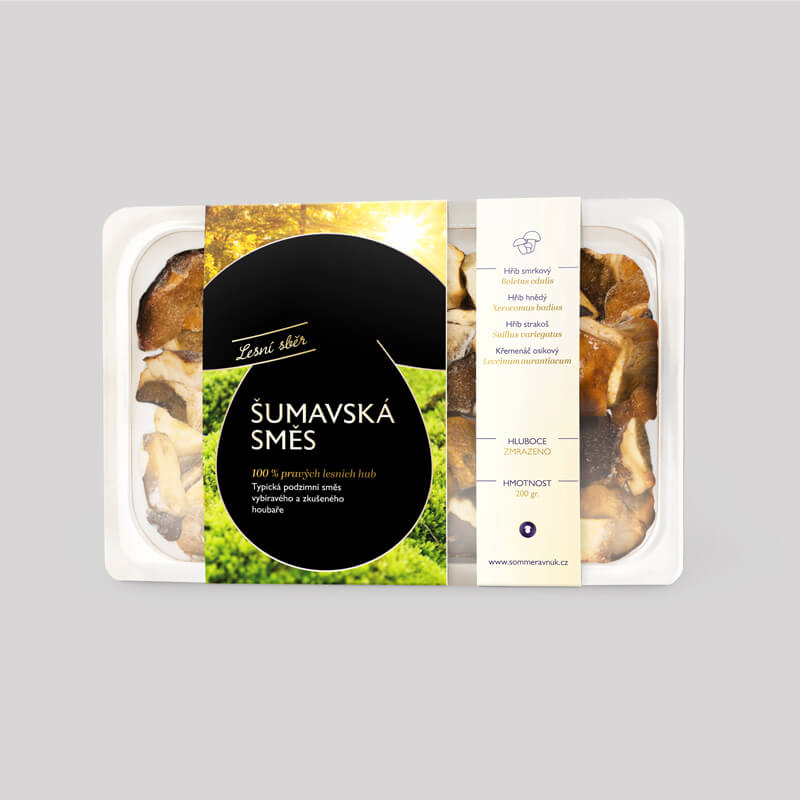 Lesní sběr
ŠUMAVSKÁ
SMĚS
100 % pravých lesních hub
Typická podzimní směs
vybíravého a zkušeného
houbaře
Hřib smrkový
Boletus edulis
Hřib hnědý
Xerocomus badius
Hřib strakoš
Suillus variegatus
Křemenáč osikový
Leccinum aurantiacum
HLUBOCE
ZMRAZENO
HMOTNOST
200 gr.
www.sommeravnuk.cz